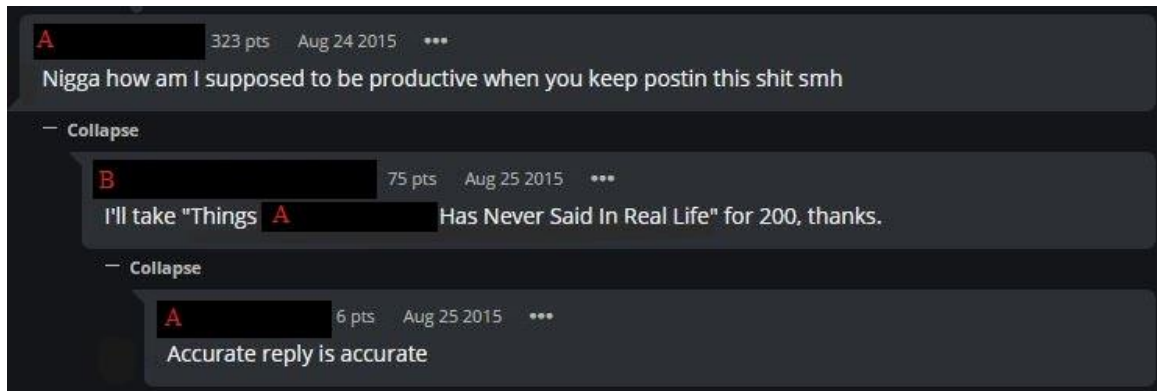 A 323 pts Aug 24 2015 •••
Nigga how am I supposed to be productive when you keep postin this shit smh
— Collapse
B 75 pts Aug 25 2015 •••
I'll take "Things A Has Never Said In Real Life" for 200, thanks.
— Collapse
A 6 pts Aug 25 2015 •••
Accurate reply is accurate